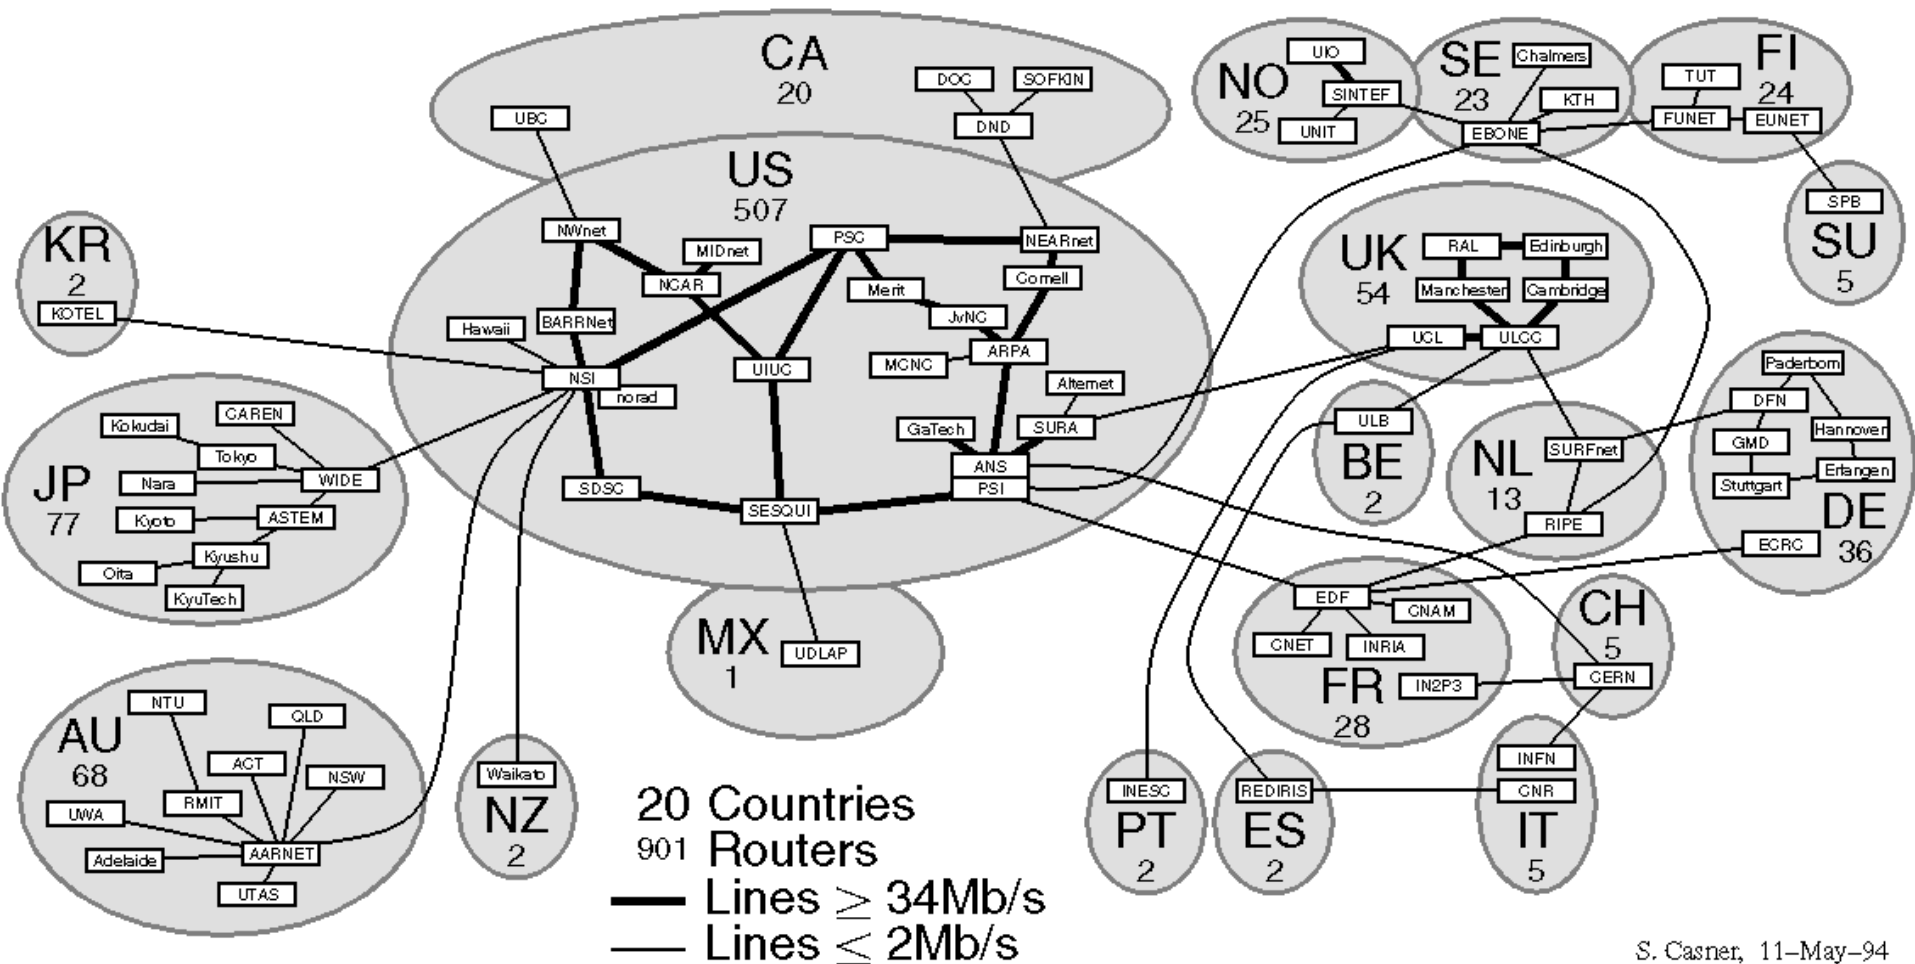 CA
20
DOC
SOFKIN
UBC
DND
NO
25
UIO
SINTEF
UNIT
SE
23
Chalmers
KTH
EBONE
FI
24
TUT
FUNET
EUNET
SPB
SU
5
US
507
NWnet
MIDnet
PSC
NEARnet
NCAR
Merit
Cornell
BARRNet
JvNC
Hawaii
ARPA
MCNC
UIUC
NSI
norad
Alternet
GaTech
SURA
ANS
PSI
SDSC
SESQUI
KR
2
KOTEL
UK
54
RAL
Edinburgh
Manchester
Cambridge
UCL
ULCC
JP
77
Kokudai
CAREN
Tokyo
Nara
WIDE
Kyoto
ASTEM
Kyushu
Oita
KyuTech
ULB
BE
2
NL
13
SURFnet
RIPE
Paderborn
DFN
GMD
Hannover
Stuttgart
Erlangen
DE
36
ECRC
MX
1
UDLAP
EDF
CNAM
CNET
INRIA
FR
28
IN2P3
CH
5
CERN
AU
68
NTU
QLD
ACT
NSW
UWA
RMIT
Adelaide
AARNET
UTAS
Waikato
NZ
2
INESC
PT
2
REDIRIS
ES
2
INFN
CNR
IT
5
20 Countries
901 Routers
Lines ≥ 34Mb/s
Lines ≤ 2Mb/s
S. Casner, 11-May-94